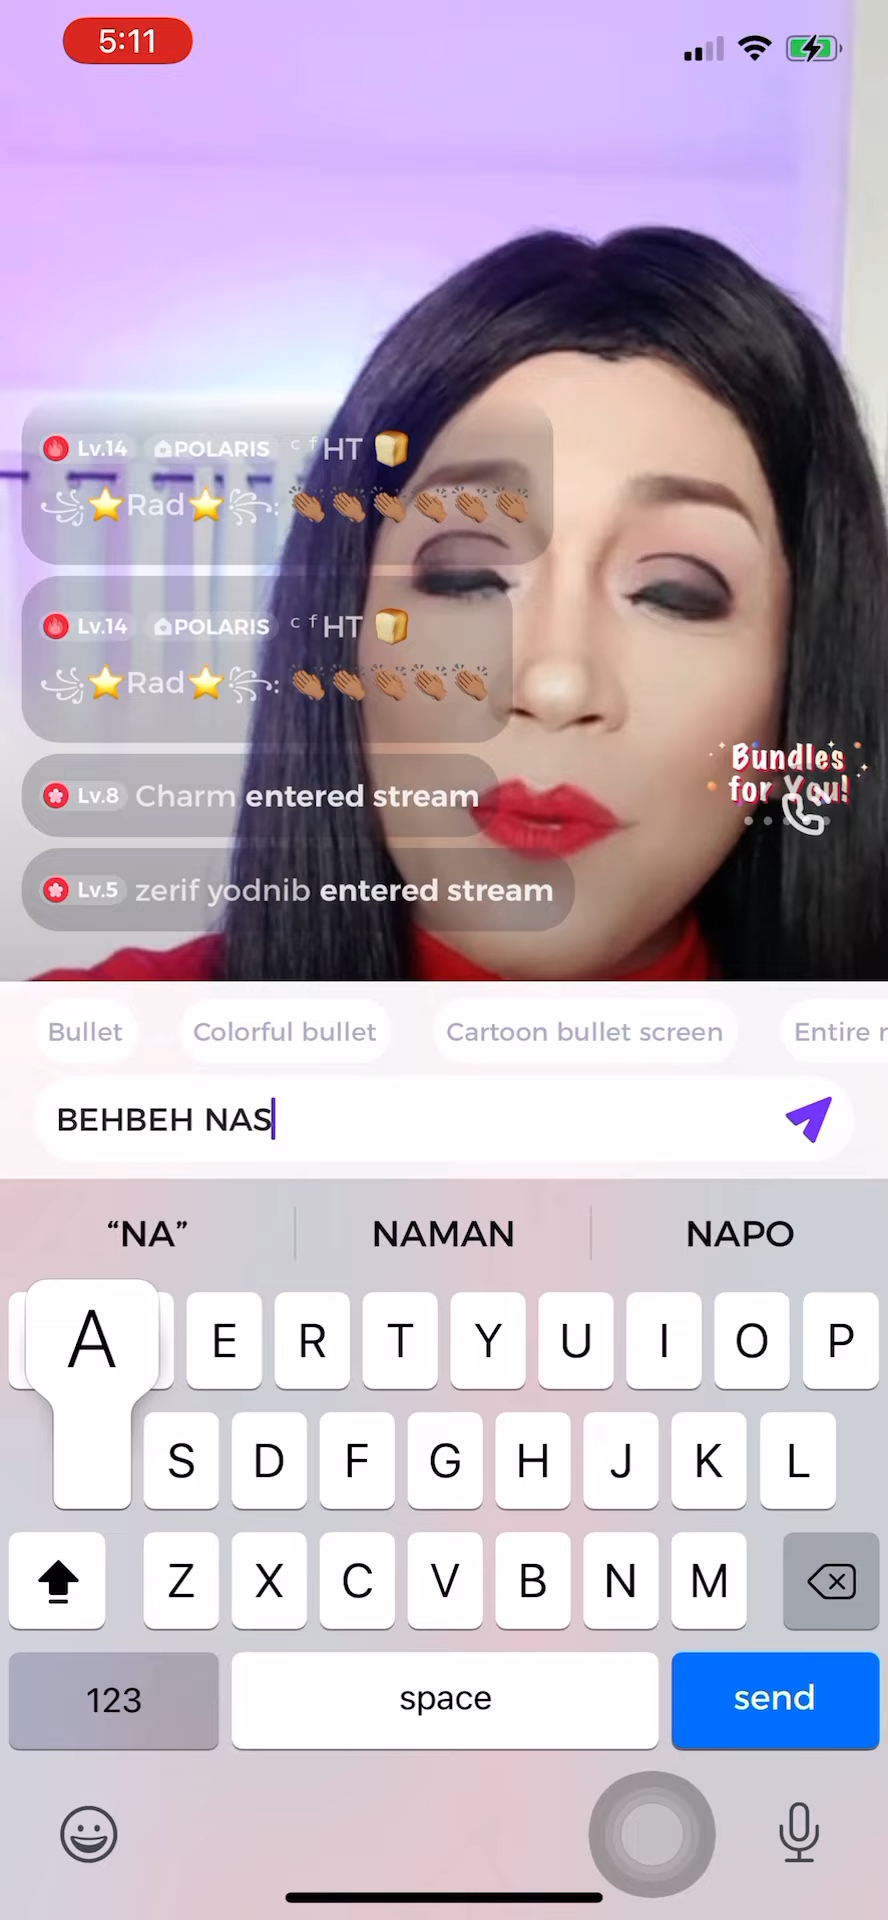 5:11
Lv.14 POLARIS ᶜ ᶠ HT 🍞
⭐Rad⭐: 👏🏽👏🏽👏🏽👏🏽👏🏽👏🏽
Lv.14 POLARIS ᶜ ᶠ HT 🍞
⭐Rad⭐: 👏🏽👏🏽👏🏽👏🏽👏🏽
Bundles
for You!
Lv.8 Charm entered stream
Lv.5 zerif yodnib entered stream
Bullet Colorful bullet Cartoon bullet screen Entire r
BEHBEH NAS
“NA” NAMAN NAPO
E R T Y U I O P
A S D F G H J K L
Z X C V B N M
123 space send